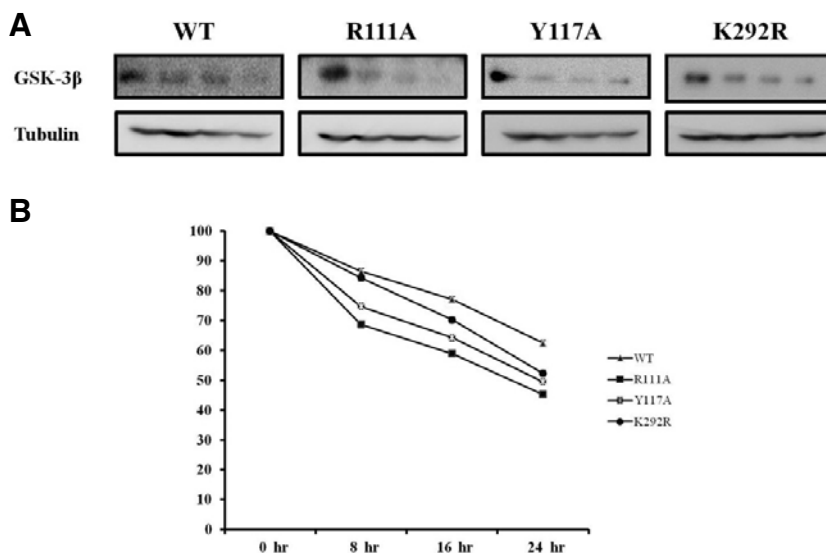 A
WT R111A Y117A K292R
GSK-3β
Tubulin
B
100
90
80
70
60
50
40
30
20
10
0
0 hr 8 hr 16 hr 24 hr
WT
R111A
Y117A
K292R